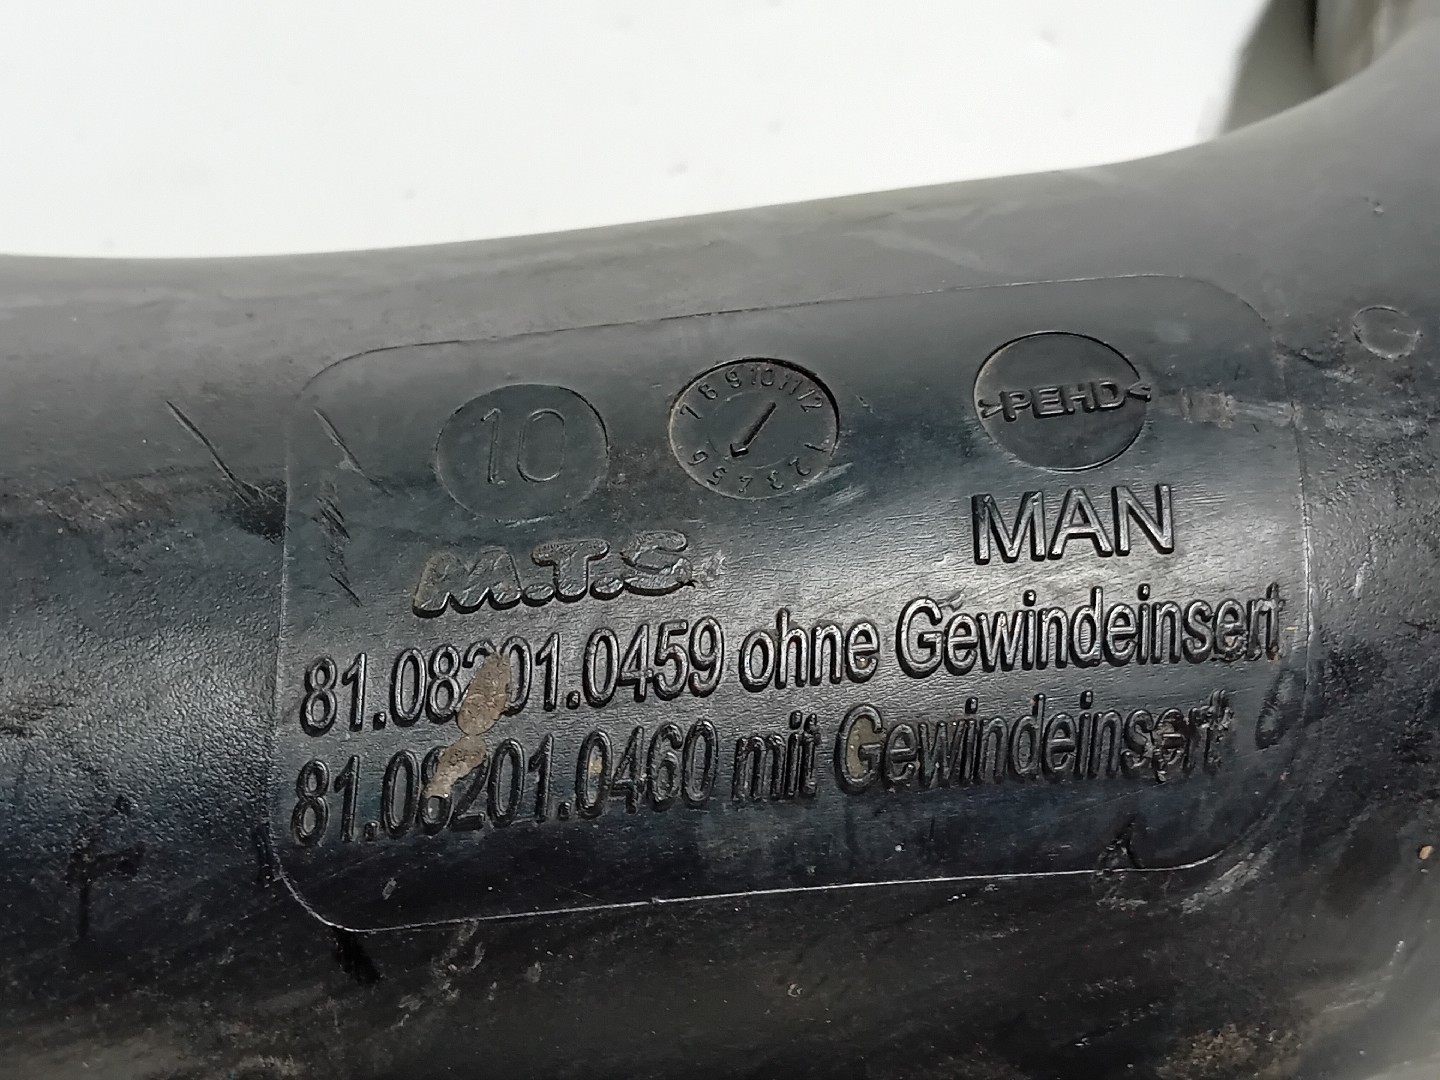 10
1 2 3 4 5 6 7 8 9 10 11 12
>PEHD<
MAN
M.T.S
81.08201.0459 ohne Gewindeinsert
81.08201.0460 mit Gewindeinsert